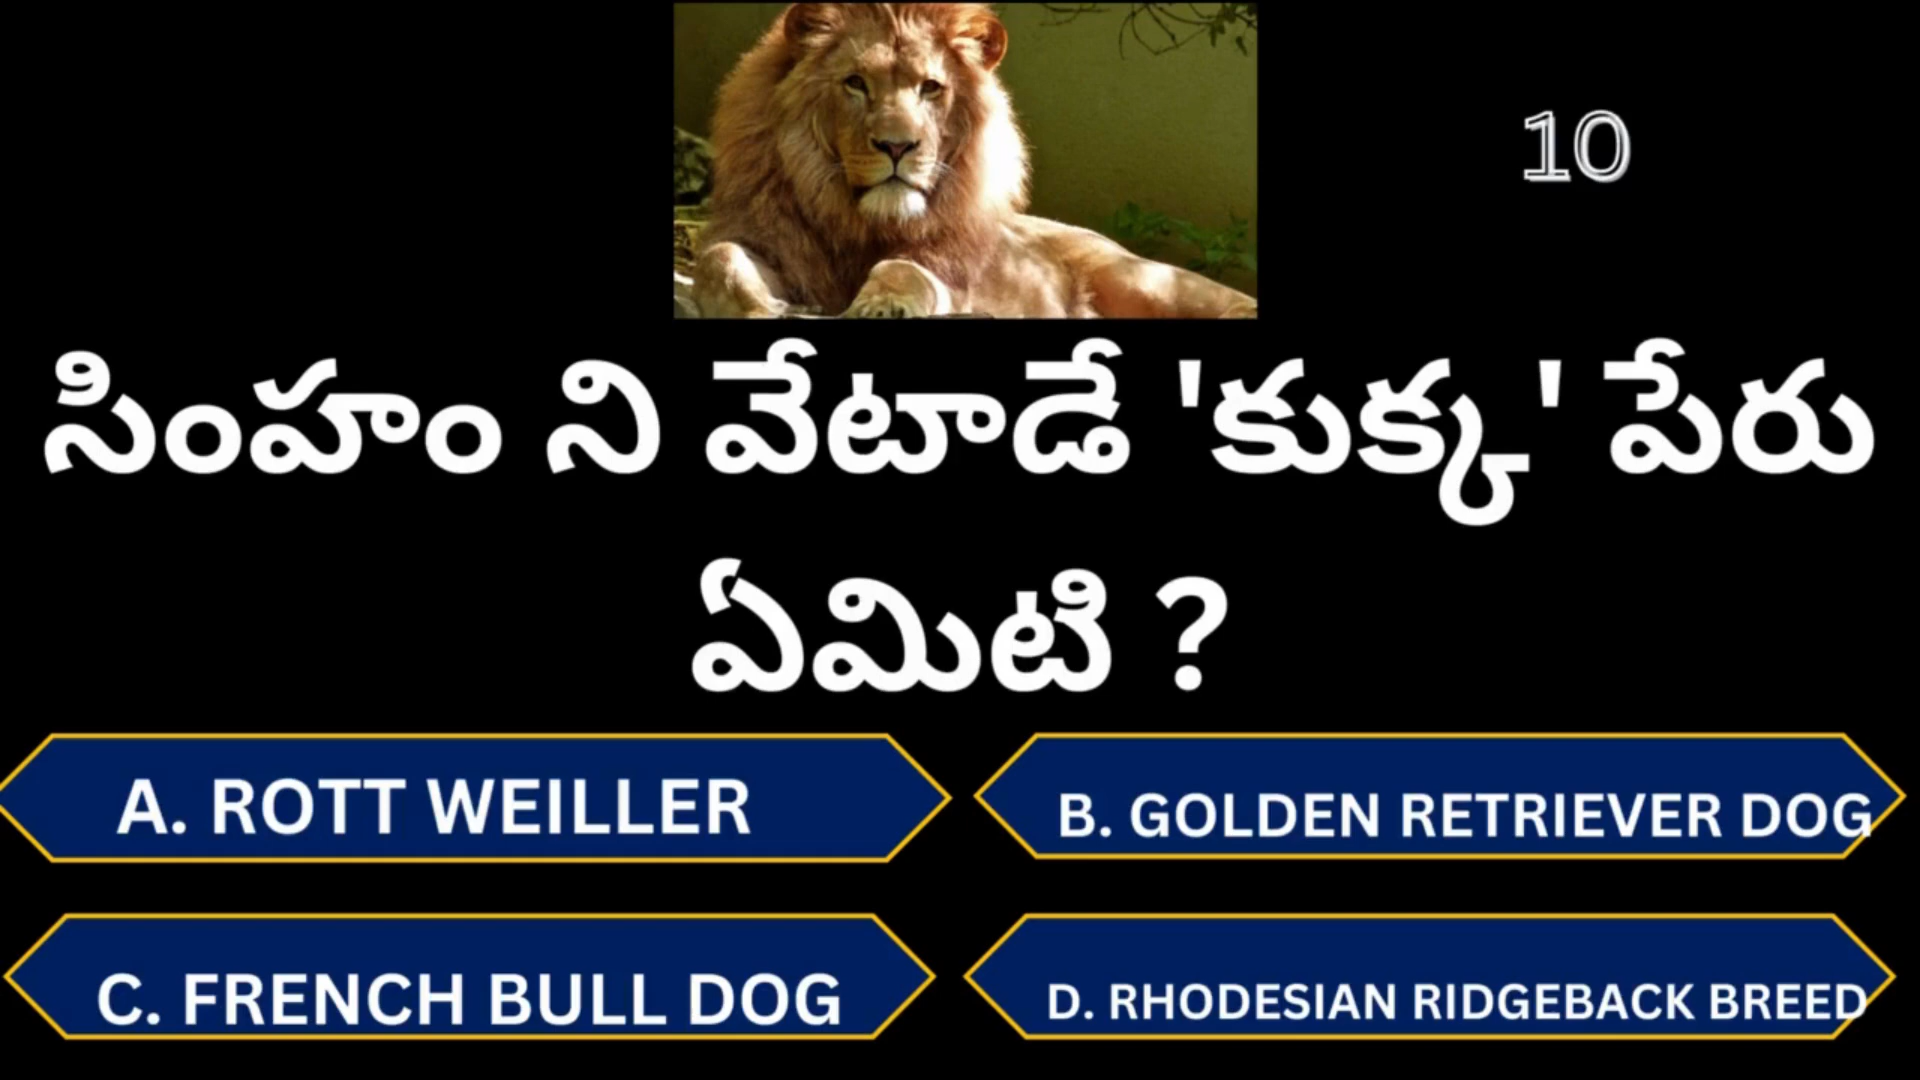 10
సింహం ని వేటాడే 'కుక్క' పేరు
ఏమిటి ?
A. ROTT WEILLER
B. GOLDEN RETRIEVER DOG
C. FRENCH BULL DOG
D. RHODESIAN RIDGEBACK BREED